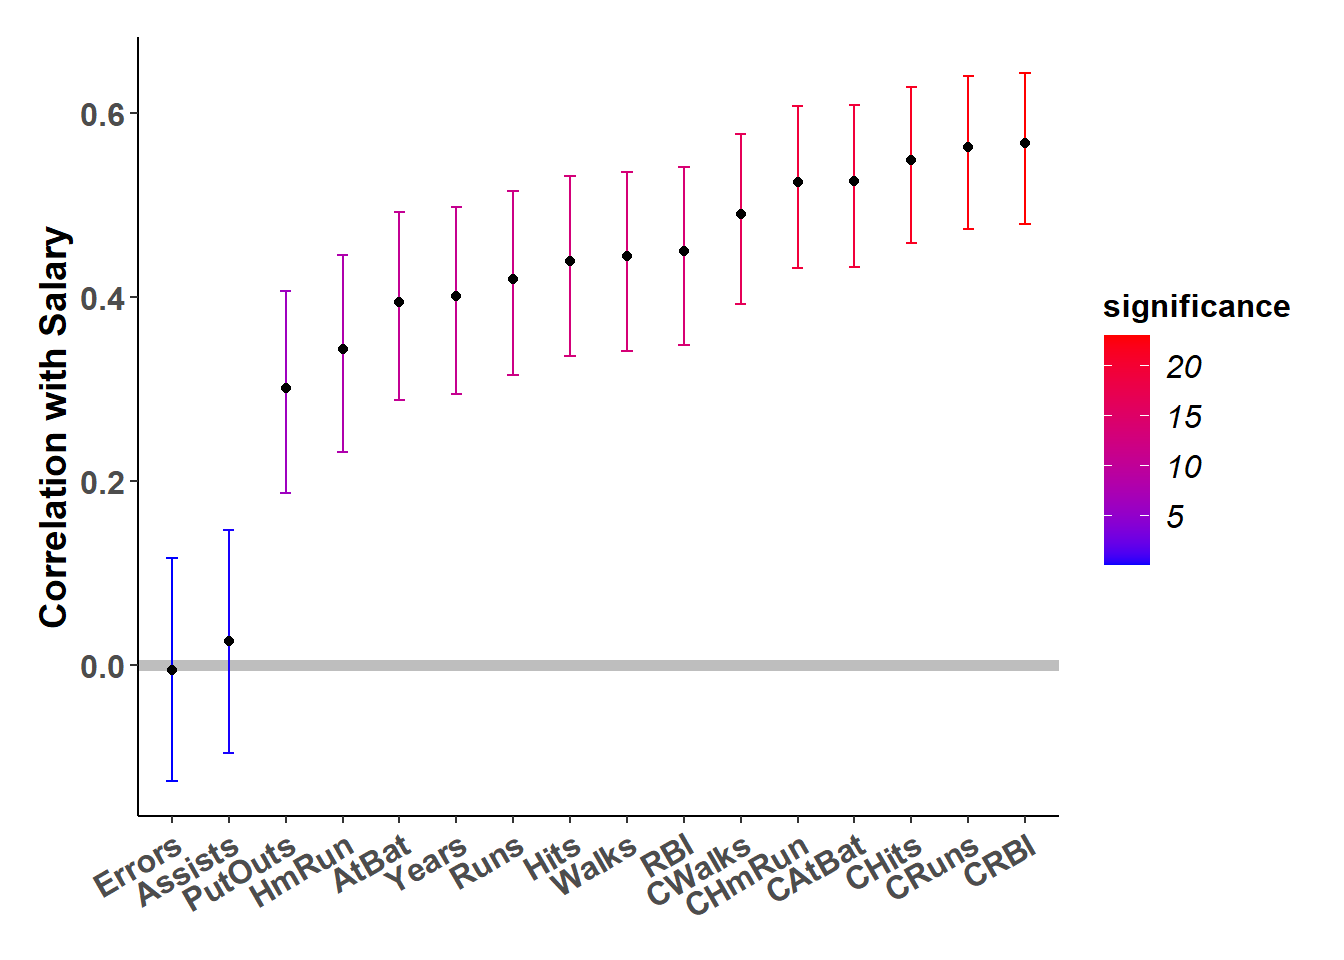 Correlation with Salary
0.6
0.4
0.2
0.0
Errors
Assists
PutOuts
HmRun
AtBat
Years
Runs
Hits
Walks
RBI
CWalks
CHmRun
CAtBat
CHits
CRuns
CRBI
significance
20
15
10
5